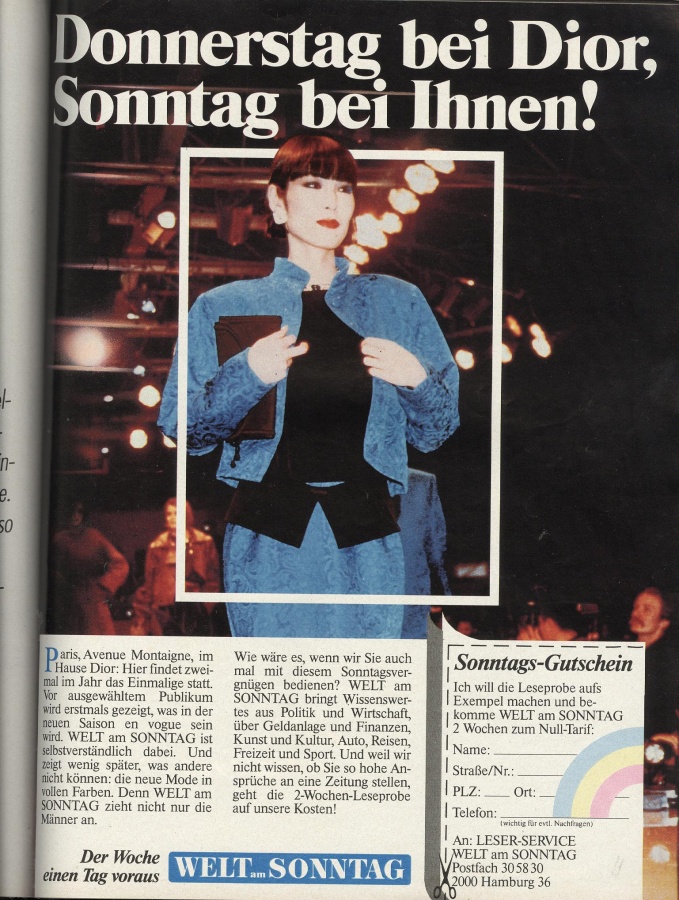 Donnerstag bei Dior,
Sonntag bei Ihnen!
Paris, Avenue Montaigne, im
Hause Dior: Hier findet zwei-
mal im Jahr das Einmalige statt.
Vor ausgewähltem Publikum
wird erstmals gezeigt, was in der
neuen Saison en vogue sein
wird. WELT am SONNTAG ist
selbstverständlich dabei. Und
zeigt wenig später, was andere
nicht können: die neue Mode in
vollen Farben. Denn WELT am
SONNTAG zieht nicht nur die
Männer an.
Wie wäre es, wenn wir Sie auch
mal mit diesem Sonntagsver-
gnügen bedienen? WELT am
SONNTAG bringt Wissenswer-
tes aus Politik und Wirtschaft,
über Geldanlage und Finanzen,
Kunst und Kultur, Auto, Reisen,
Freizeit und Sport. Und weil wir
nicht wissen, ob Sie so hohe An-
sprüche an eine Zeitung stellen,
geht die 2-Wochen-Leseprobe
auf unsere Kosten!
Der Woche
einen Tag voraus
WELT am SONNTAG
Sonntags-Gutschein
Ich will die Leseprobe aufs
Exempel machen und be-
komme WELT am SONNTAG
2 Wochen zum Null-Tarif:
Name:
Straße/Nr.:
PLZ: Ort:
Telefon:
(wichtig für evtl. Nachfragen)
An: LESER-SERVICE
WELT am SONNTAG
Postfach 30 58 30
2000 Hamburg 36